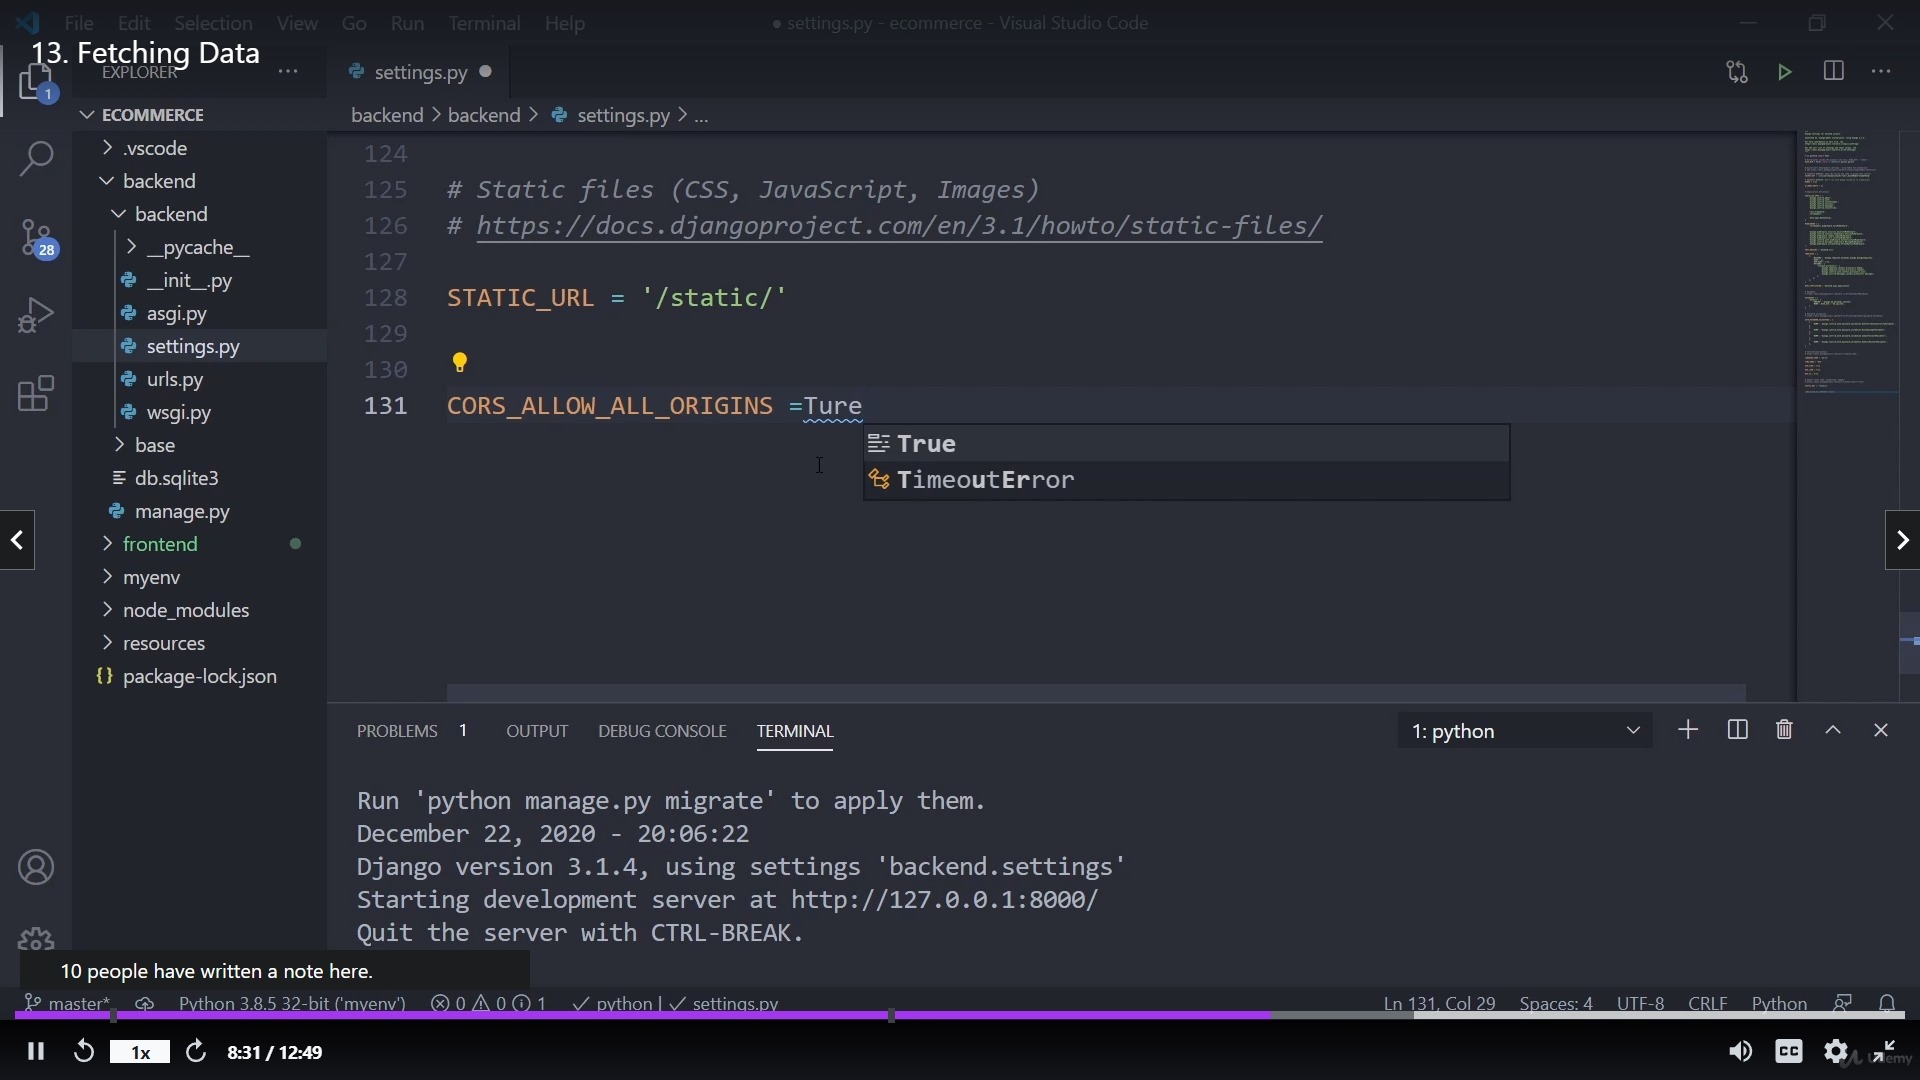 File Edit Selection View Go Run Terminal Help
● settings.py - ecommerce - Visual Studio Code
13. Fetching Data
EXPLORER
settings.py
1
ECOMMERCE
backend > backend > settings.py > ...
.vscode
backend
backend
__pycache__
__init__.py
asgi.py
settings.py
urls.py
wsgi.py
base
db.sqlite3
manage.py
frontend
myenv
node_modules
resources
package-lock.json
28
124
125 # Static files (CSS, JavaScript, Images)
126 # https://docs.djangoproject.com/en/3.1/howto/static-files/
127
128 STATIC_URL = '/static/'
129
130
131 CORS_ALLOW_ALL_ORIGINS =Ture
True
TimeoutError
PROBLEMS 1 OUTPUT DEBUG CONSOLE TERMINAL
1: python
Run 'python manage.py migrate' to apply them.
December 22, 2020 - 20:06:22
Django version 3.1.4, using settings 'backend.settings'
Starting development server at http://127.0.0.1:8000/
Quit the server with CTRL-BREAK.
10 people have written a note here.
master* Python 3.8.5 32-bit ('myenv') 0 0 1 python | settings.py
Ln 131, Col 29 Spaces: 4 UTF-8 CRLF Python
1x 8:31 / 12:49
CC
Udemy